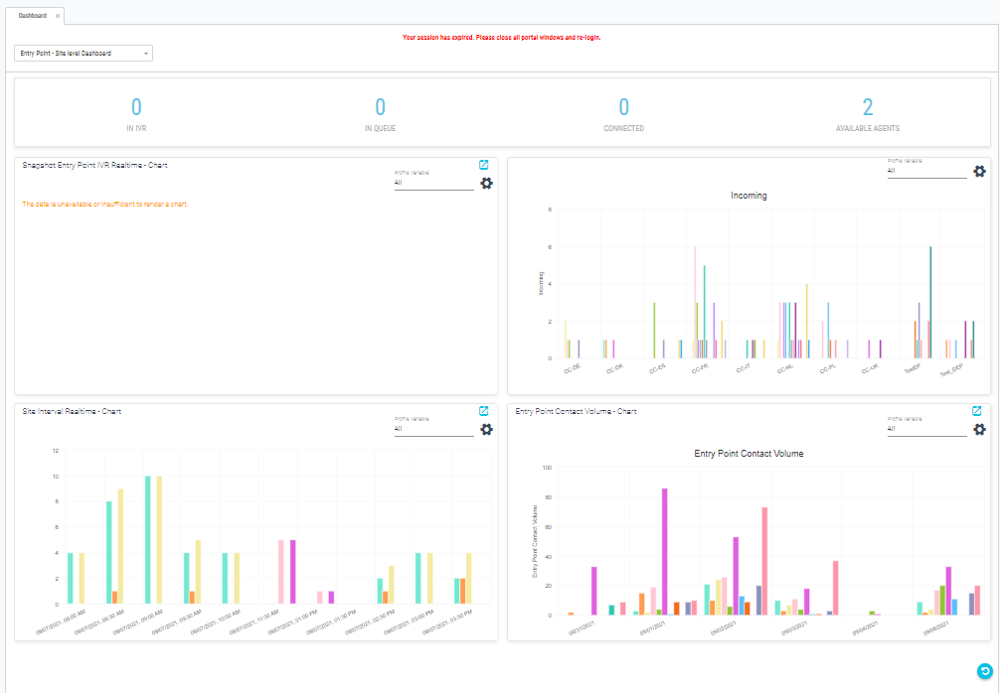 Dashboard ×
Your session has expired. Please close all portal windows and re-login.
Entry Point - Site level Dashboard
0
IN IVR
0
IN QUEUE
0
CONNECTED
2
AVAILABLE AGENTS
Snapshot Entry Point IVR Realtime - Chart
Profile Variable
All
The data is unavailable or insufficient to render a chart.
Profile Variable
All
Incoming
Incoming
8
6
4
2
0
CC-DE
CC-DK
CC-ES
CC-FR
CC-IT
CC-NL
CC-PL
CC-UK
TestEP
Test_OEP
Site Interval Realtime - Chart
Profile Variable
All
12
10
8
6
4
2
0
09/07/2021, 08:00 AM
09/07/2021, 08:30 AM
09/07/2021, 09:00 AM
09/07/2021, 09:30 AM
09/07/2021, 10:00 AM
09/07/2021, 11:30 AM
09/07/2021, 01:00 PM
09/07/2021, 01:30 PM
09/07/2021, 02:30 PM
09/07/2021, 03:00 PM
09/07/2021, 03:30 PM
Entry Point Contact Volume - Chart
Profile Variable
All
Entry Point Contact Volume
Entry Point Contact Volume
100
80
60
40
20
0
08/31/2021
09/01/2021
09/02/2021
09/03/2021
09/04/2021
09/06/2021